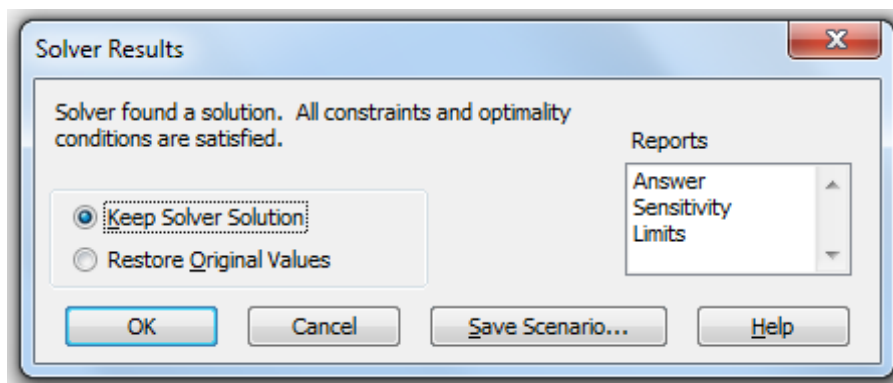 Solver Results
Solver found a solution. All constraints and optimality
conditions are satisfied.
Reports
Answer
Sensitivity
Limits
Keep Solver Solution
Restore Original Values
OK Cancel Save Scenario... Help